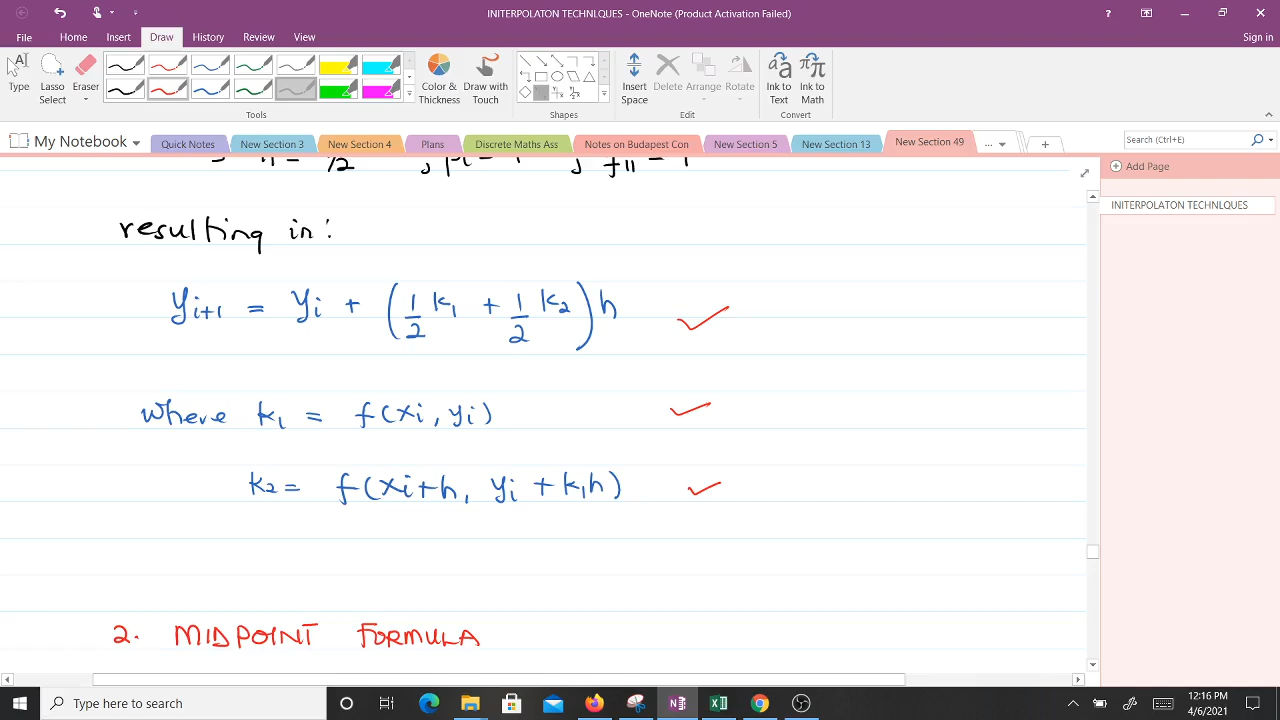 INITERPOLATON TECHNLQUES - OneNote (Product Activation Failed)
Sign in
File Home Insert Draw History Review View
Type
Lasso Select
Eraser
Color & Thickness
Draw with Touch
Insert Space
Delete
Arrange
Rotate
Ink to Text
Ink to Math
Tools
Shapes
Edit
Convert
My Notebook
Quick Notes
New Section 3
New Section 4
Plans
Discrete Maths Ass
Notes on Budapest Con
New Section 5
New Section 13
New Section 49
...
Search (Ctrl+E)
Add Page
INITERPOLATON TECHNLQUES
resulting in:
yi+1 = yi + (1/2 k1 + 1/2 k2) h
where k1 = f(xi, yi)
k2 = f(xi+h, yi + k1h)
2. MIDPOINT FORMULA
Type here to search
12:16 PM
4/6/2021